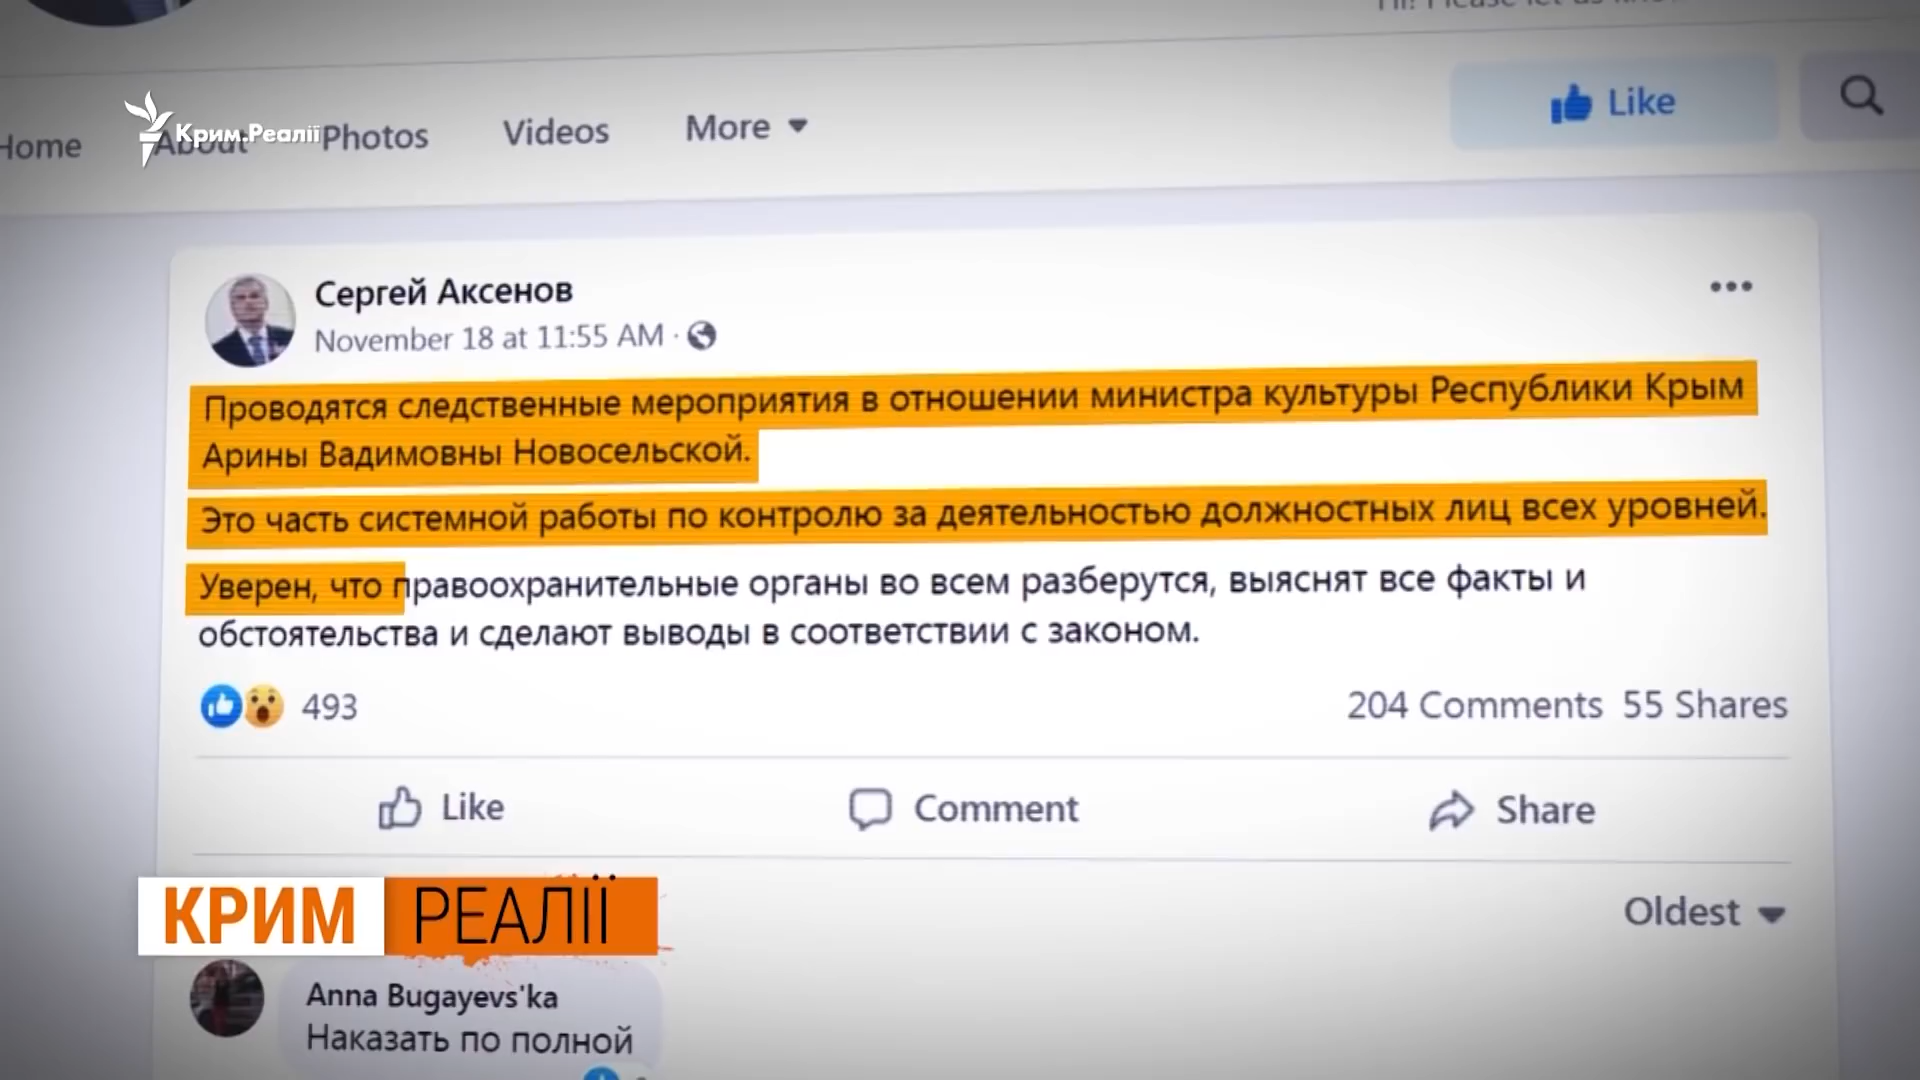 Home About Photos Videos More
Крим.Реалії
Like
Сергей Аксенов
November 18 at 11:55 AM ·
Проводятся следственные мероприятия в отношении министра культуры Республики Крым
Арины Вадимовны Новосельской.
Это часть системной работы по контролю за деятельностью должностных лиц всех уровней.
Уверен, что правоохранительные органы во всем разберутся, выяснят все факты и
обстоятельства и сделают выводы в соответствии с законом.
493
204 Comments 55 Shares
Like Comment Share
Oldest
КРИМ РЕАЛІЇ
Anna Bugayevs'ka
Наказать по полной